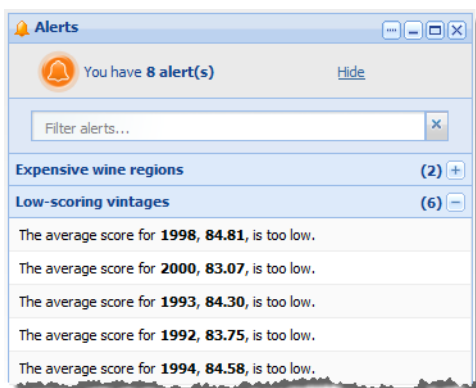 Alerts
You have 8 alert(s) Hide
Filter alerts...
Expensive wine regions (2)
Low-scoring vintages (6)
The average score for 1998, 84.81, is too low.
The average score for 2000, 83.07, is too low.
The average score for 1993, 84.30, is too low.
The average score for 1992, 83.75, is too low.
The average score for 1994, 84.58, is too low.